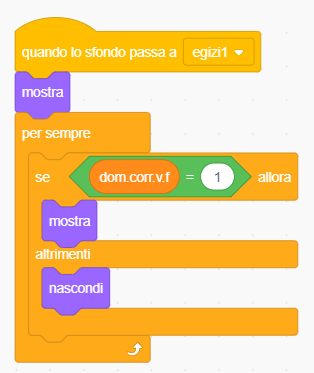 quando lo sfondo passa a egizi1
mostra
per sempre
se dom.corr.v.f = 1 allora
mostra
altrimenti
nascondi